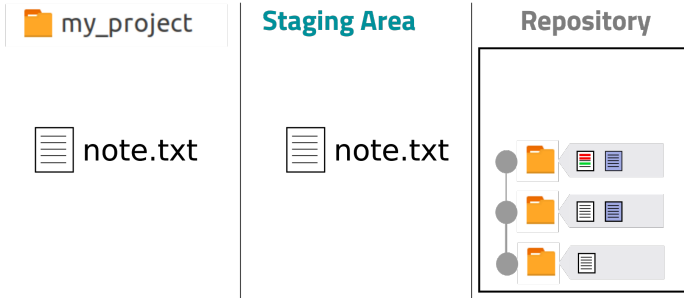 my_project
Staging Area
Repository
note.txt
note.txt